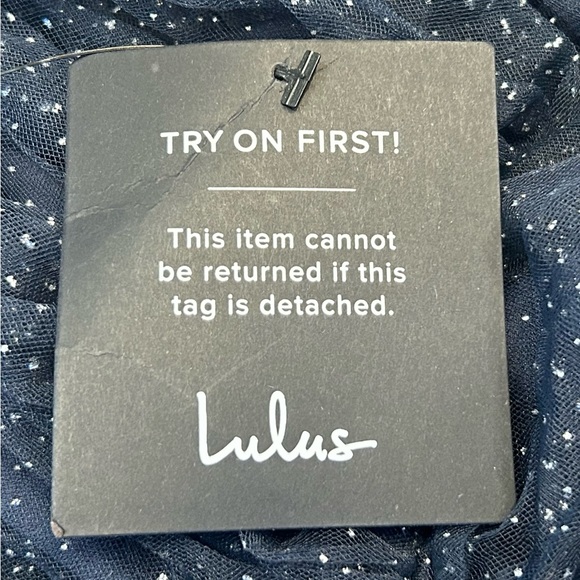 TRY ON FIRST!
This item cannot
be returned if this
tag is detached.
Lulus